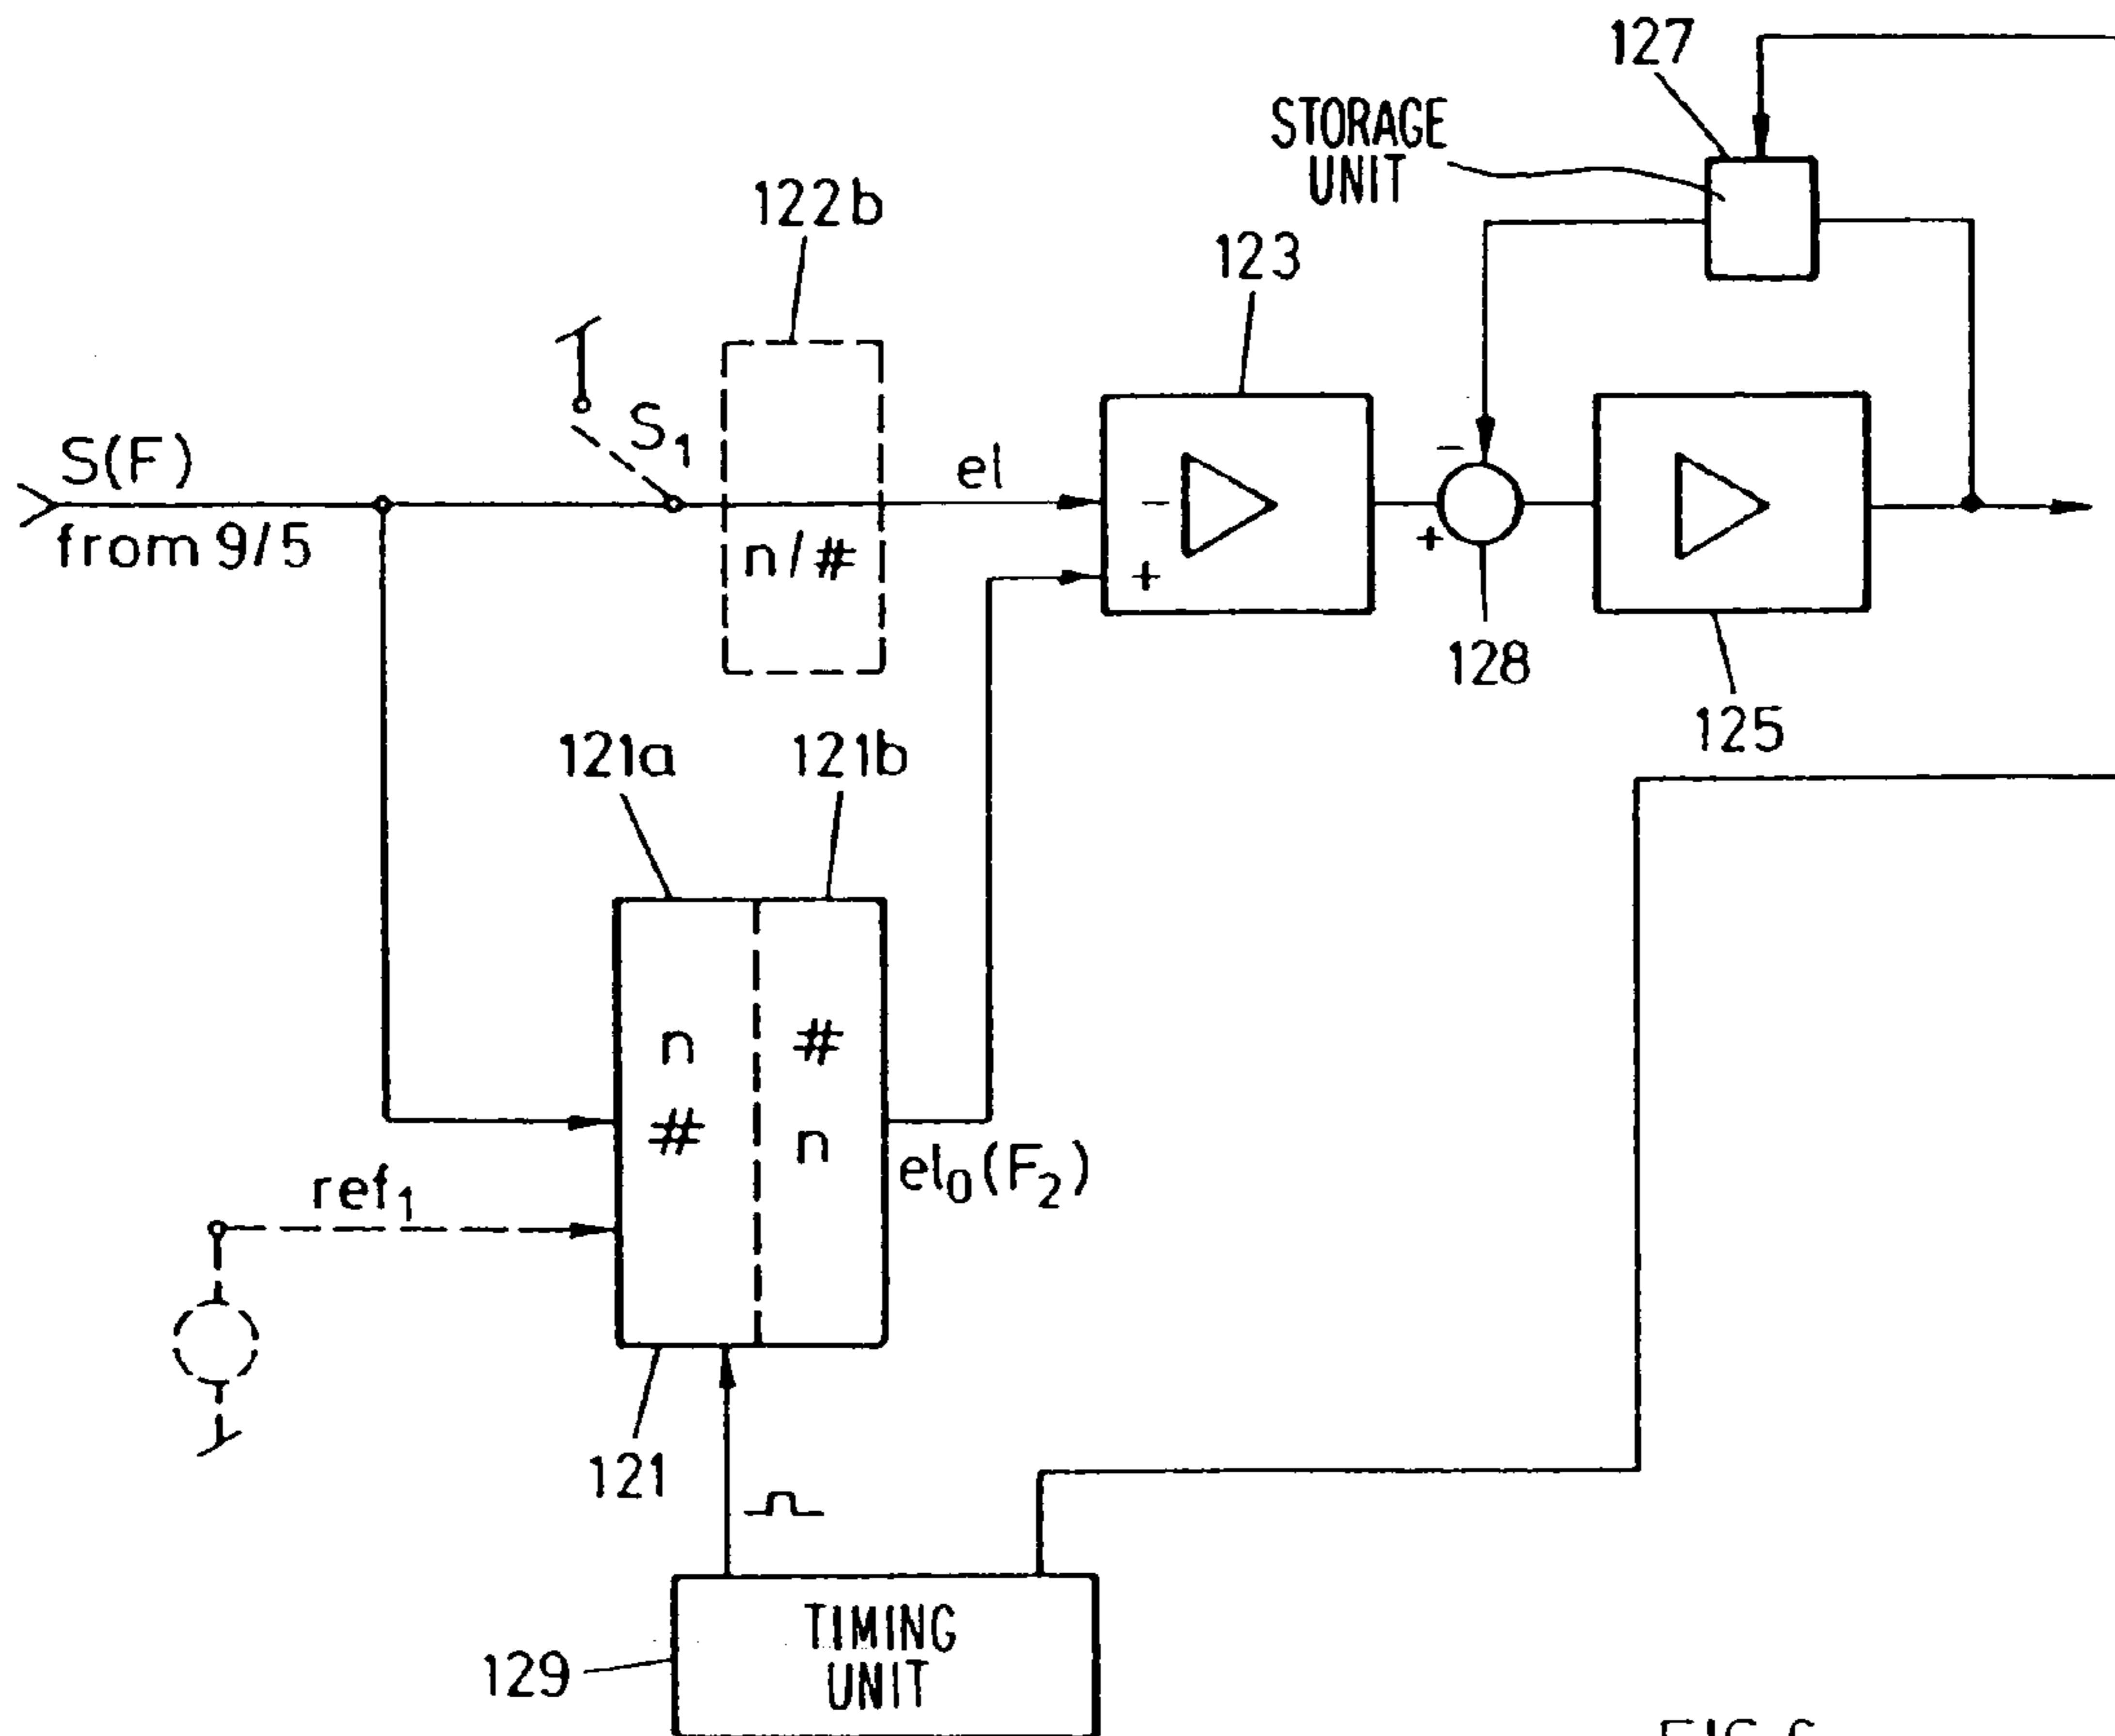 127
STORAGE
UNIT
122b
123
S1
S(F)
from 9/5
el
n/#
−
+
−
+
128
125
121a
121b
n
#
#
n
ref1
el0(F2)
121
129
TIMING
UNIT